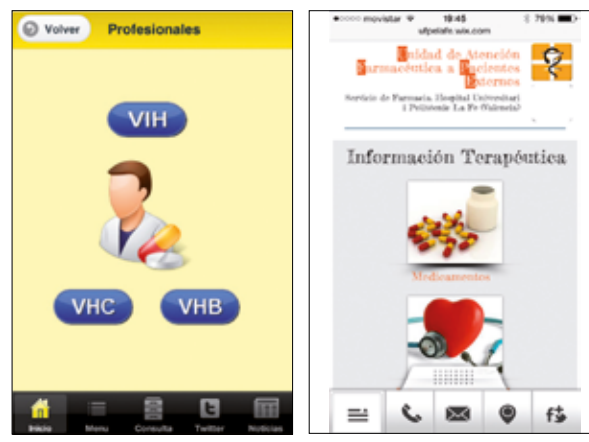 Volver Profesionales
VIH
VHC VHB
Inicio Menu Consulta Twitter Noticias
movistar 19:45 79%
ufpelafe.wix.com
Unidad de Atención
Farmacéutica a Pacientes
Externos
Servicio de Farmacia, Hospital Universitari
i Politècnic La Fe (Valencia)
Información Terapéutica
Medicamentos